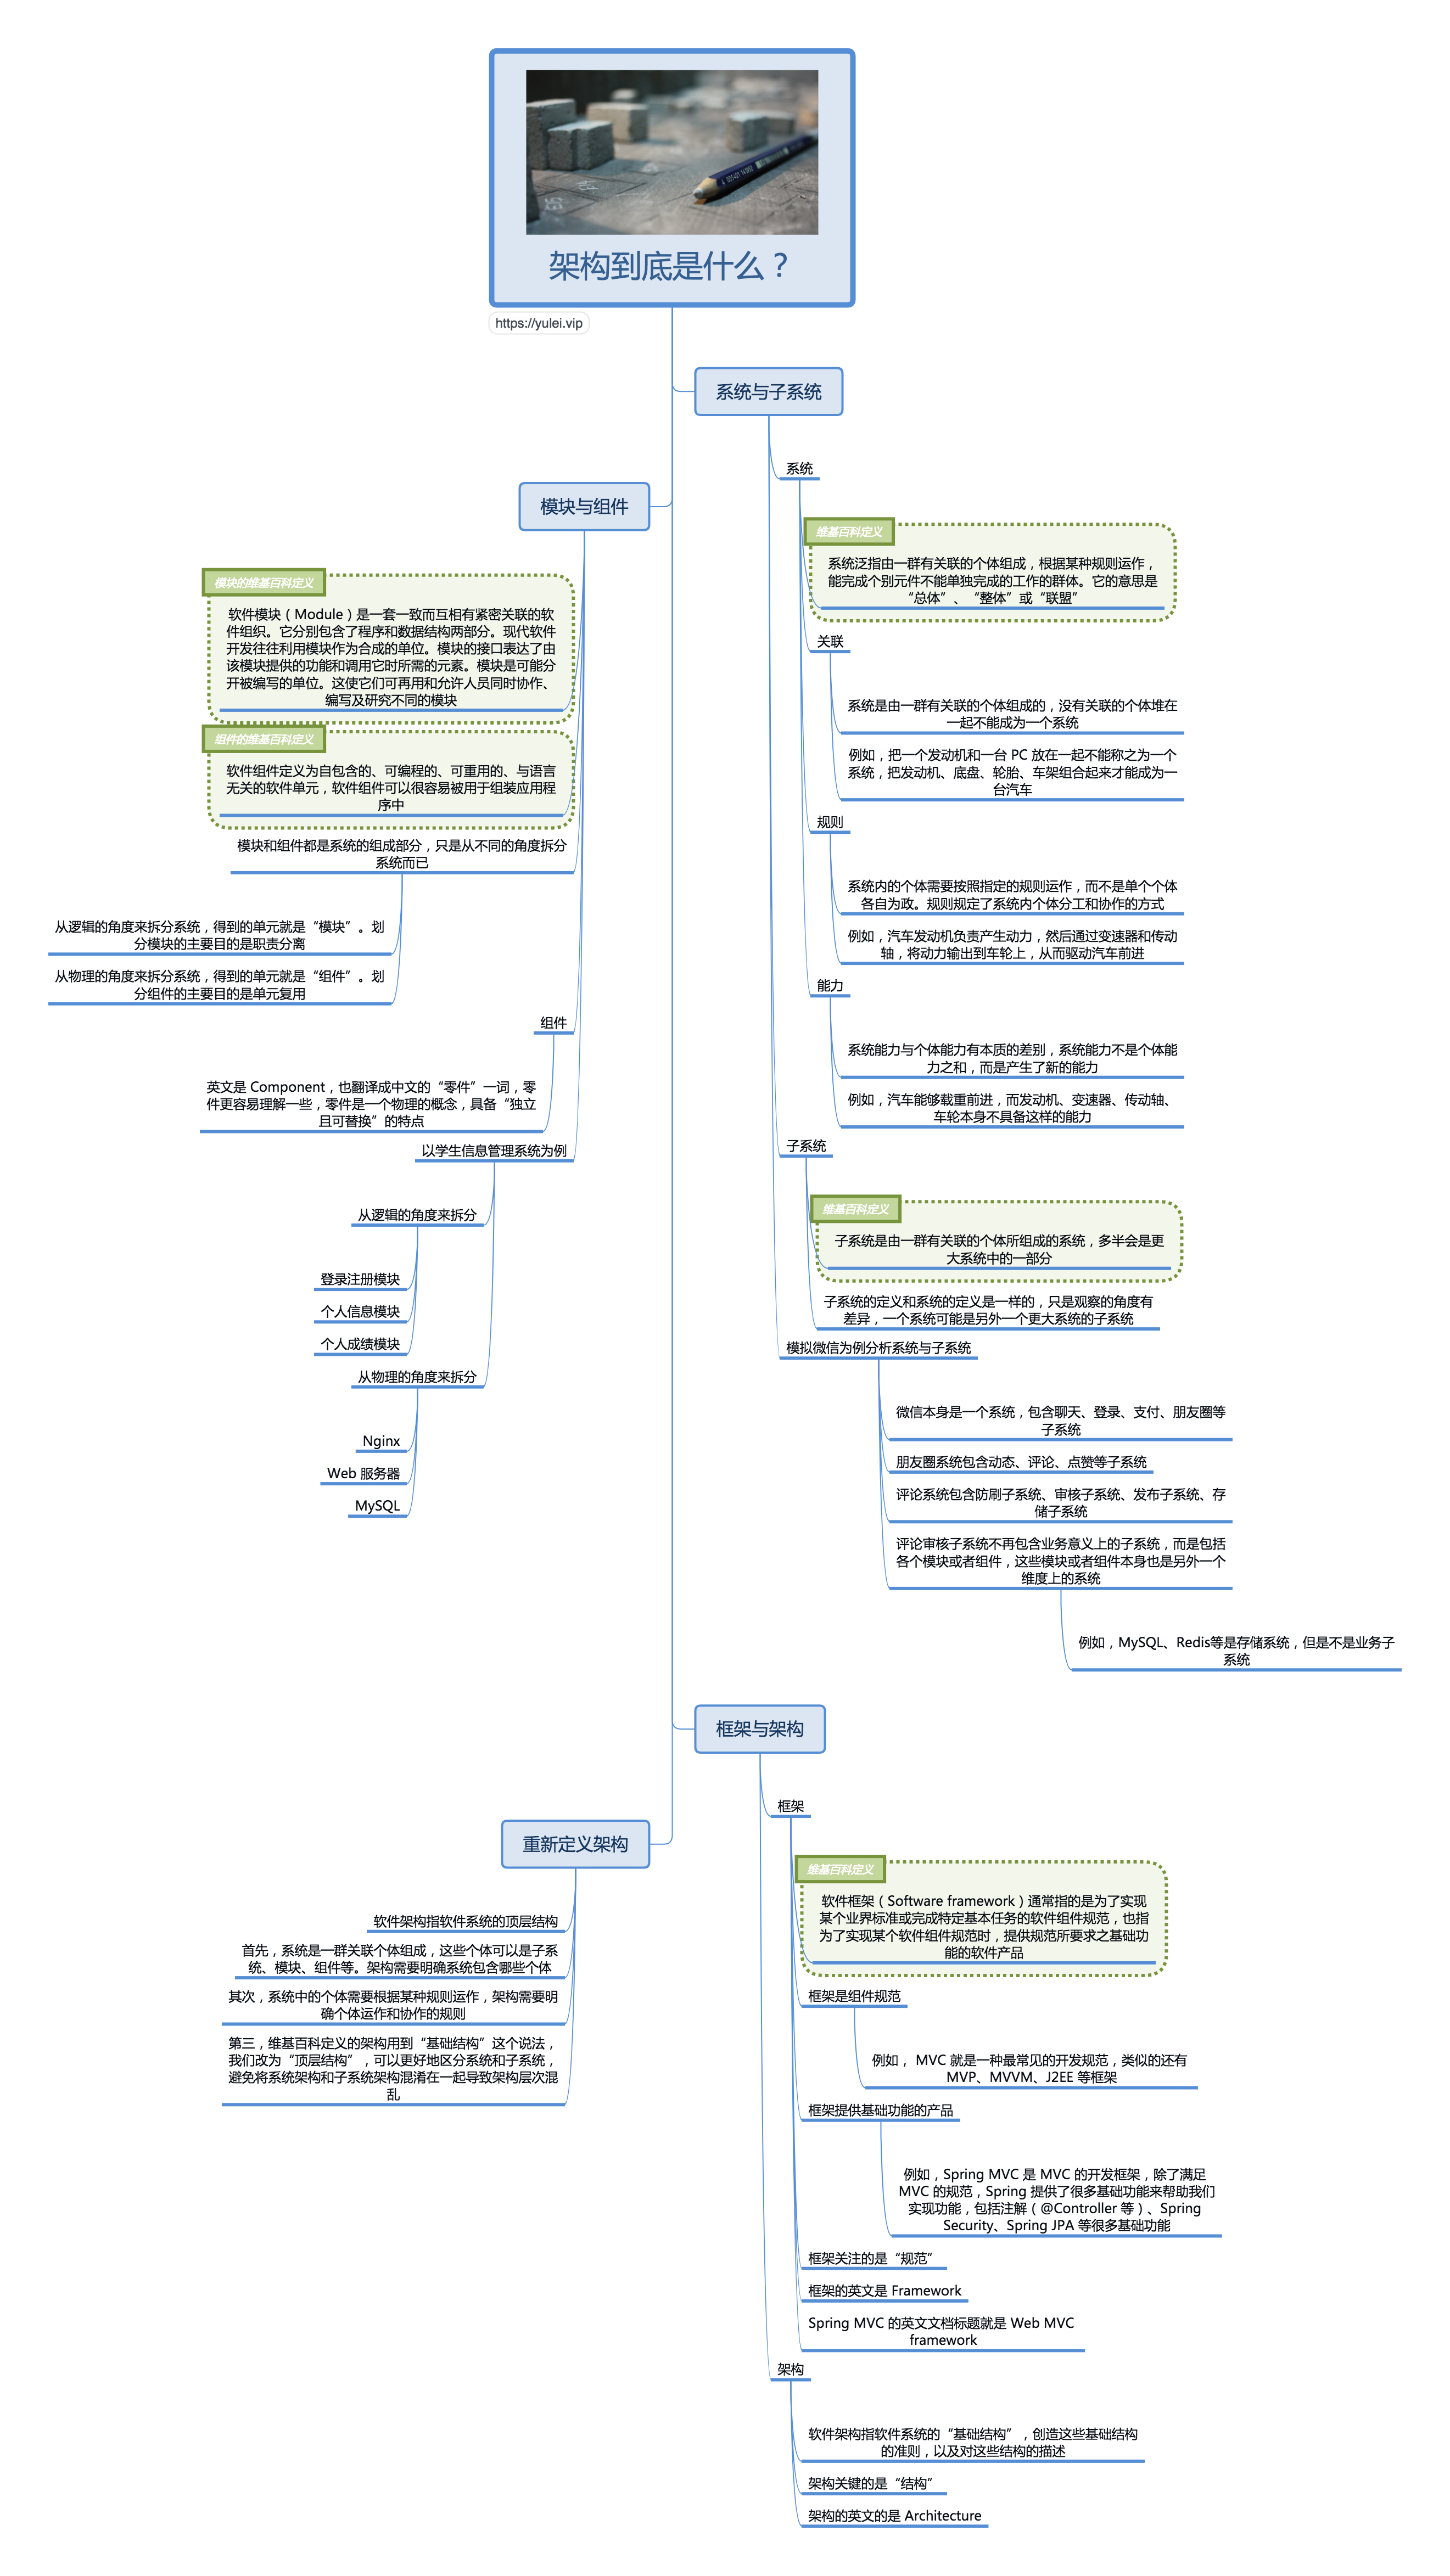 架构到底是什么？
https://yulei.vip
系统与子系统
系统
维基百科定义
系统泛指由一群有关联的个体组成，根据某种规则运作，
能完成个别元件不能单独完成的工作的群体。它的意思是
“总体”、“整体”或“联盟”
关联
系统是由一群有关联的个体组成的，没有关联的个体堆在
一起不能成为一个系统
例如，把一个发动机和一台 PC 放在一起不能称之为一个
系统，把发动机、底盘、轮胎、车架组合起来才能成为一
台汽车
规则
系统内的个体需要按照指定的规则运作，而不是单个个体
各自为政。规则规定了系统内个体分工和协作的方式
例如，汽车发动机负责产生动力，然后通过变速器和传动
轴，将动力输出到车轮上，从而驱动汽车前进
能力
系统能力与个体能力有本质的差别，系统能力不是个体能
力之和，而是产生了新的能力
例如，汽车能够载重前进，而发动机、变速器、传动轴、
车轮本身不具备这样的能力
子系统
维基百科定义
子系统是由一群有关联的个体所组成的系统，多半会是更
大系统中的一部分
子系统的定义和系统的定义是一样的，只是观察的角度有
差异，一个系统可能是另外一个更大系统的子系统
模拟微信为例分析系统与子系统
微信本身是一个系统，包含聊天、登录、支付、朋友圈等
子系统
朋友圈系统包含动态、评论、点赞等子系统
评论系统包含防刷子系统、审核子系统、发布子系统、存
储子系统
评论审核子系统不再包含业务意义上的子系统，而是包括
各个模块或者组件，这些模块或者组件本身也是另外一个
维度上的系统
例如，MySQL、Redis等是存储系统，但是不是业务子
系统
模块与组件
模块的维基百科定义
软件模块（Module）是一套一致而互相有紧密关联的软
件组织。它分别包含了程序和数据结构两部分。现代软件
开发往往利用模块作为合成的单位。模块的接口表达了由
该模块提供的功能和调用它时所需的元素。模块是可能分
开被编写的单位。这使它们可再用和允许人员同时协作、
编写及研究不同的模块
组件的维基百科定义
软件组件定义为自包含的、可编程的、可重用的、与语言
无关的软件单元，软件组件可以很容易被用于组装应用程
序中
模块和组件都是系统的组成部分，只是从不同的角度拆分
系统而已
从逻辑的角度来拆分系统，得到的单元就是“模块”。划
分模块的主要目的是职责分离
从物理的角度来拆分系统，得到的单元就是“组件”。划
分组件的主要目的是单元复用
组件
英文是 Component，也翻译成中文的“零件”一词，零
件更容易理解一些，零件是一个物理的概念，具备“独立
且可替换”的特点
以学生信息管理系统为例
从逻辑的角度来拆分
登录注册模块
个人信息模块
个人成绩模块
从物理的角度来拆分
Nginx
Web 服务器
MySQL
框架与架构
框架
维基百科定义
软件框架（Software framework）通常指的是为了实现
某个业界标准或完成特定基本任务的软件组件规范，也指
为了实现某个软件组件规范时，提供规范所要求之基础功
能的软件产品
框架是组件规范
例如， MVC 就是一种最常见的开发规范，类似的还有
MVP、MVVM、J2EE 等框架
框架提供基础功能的产品
例如，Spring MVC 是 MVC 的开发框架，除了满足
MVC 的规范，Spring 提供了很多基础功能来帮助我们
实现功能，包括注解（@Controller 等）、Spring
Security、Spring JPA 等很多基础功能
框架关注的是“规范”
框架的英文是 Framework
Spring MVC 的英文文档标题就是 Web MVC
framework
架构
软件架构指软件系统的“基础结构”，创造这些基础结构
的准则，以及对这些结构的描述
架构关键的是“结构”
架构的英文的是 Architecture
重新定义架构
软件架构指软件系统的顶层结构
首先，系统是一群关联个体组成，这些个体可以是子系
统、模块、组件等。架构需要明确系统包含哪些个体
其次，系统中的个体需要根据某种规则运作，架构需要明
确个体运作和协作的规则
第三，维基百科定义的架构用到“基础结构”这个说法，
我们改为“顶层结构”，可以更好地区分系统和子系统，
避免将系统架构和子系统架构混淆在一起导致架构层次混
乱